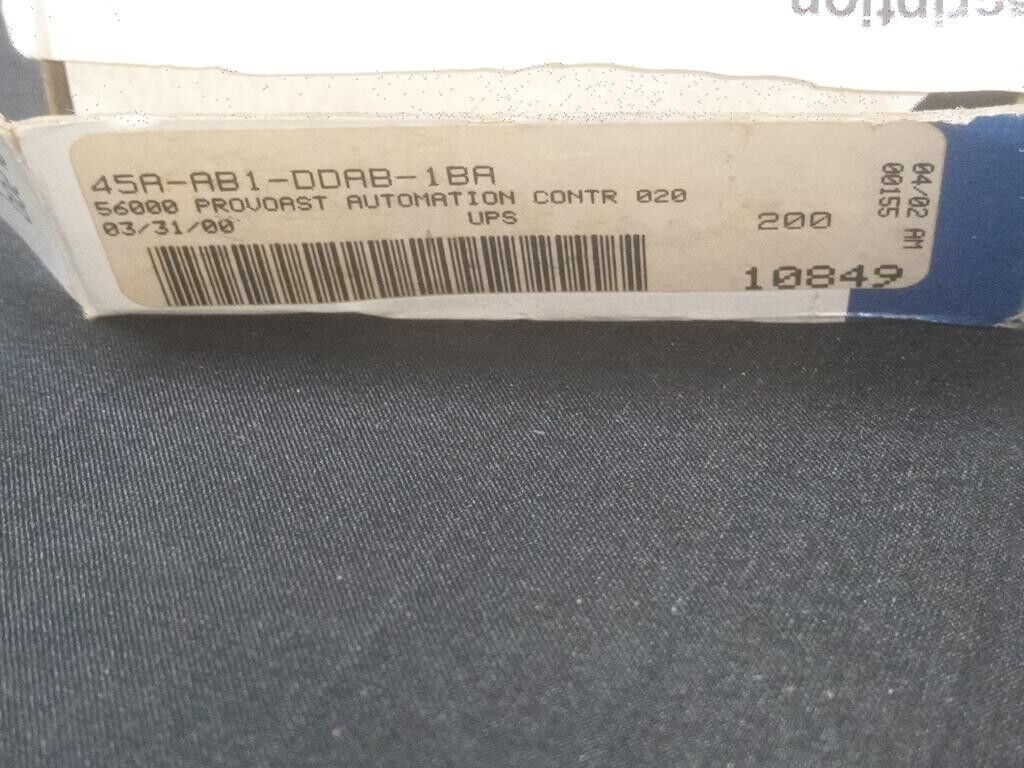 scription
45A-AB1-DDAB-1BA
56000 PROVOAST AUTOMATION CONTR 020
03/31/00 UPS
200
10849
04/02 AM
00155